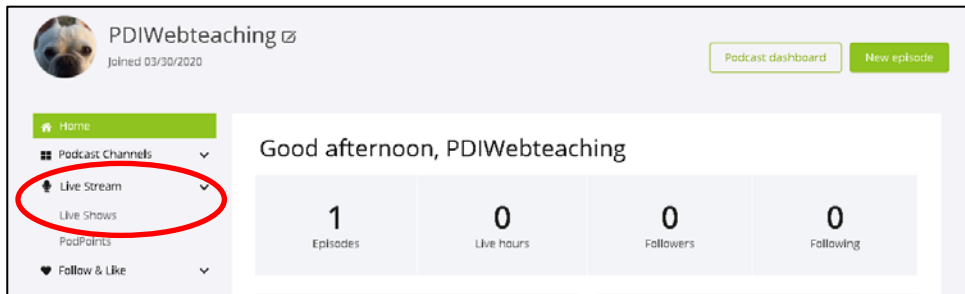 PDIWebteaching
Joined 03/30/2020
Podcast dashboard
New episode
Home
Podcast Channels
Live Stream
Live Shows
PodPoints
Follow & Like
Good afternoon, PDIWebteaching
1
Episodes
0
Live hours
0
Followers
0
Following